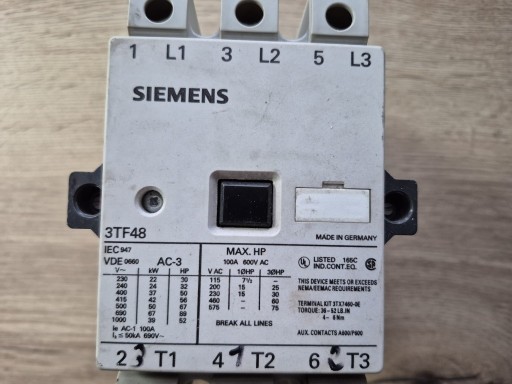 1 L1 3 L2 5 L3
SIEMENS
3TF48
MADE IN GERMANY
IEC 947
VDE 0660 AC-3
V~ kW HP
230 22 30
240 24 32
400 37 50
415 42 56
500 50 67
690 67 89
1000 39 52
Ie AC-1 100A
≤ 50kA 690V~
MAX. HP
100A 600V AC
V AC 1ØHP 3ØHP
115 7½ -
200 15 25
230 15 30
460 - 60
575 - 75
BREAK ALL LINES
UL LISTED 165C
IND.CONT.EQ.
THIS DEVICE MEETS OR EXCEEDS
NEMA/EEMAC REQUIREMENTS
TERMINAL KIT 3TX7460-0E
TORQUE: 36 - 52 LB.IN
4 - 6 Nm
AUX. CONTACTS A600/P600
2 T1 4 T2 6 T3